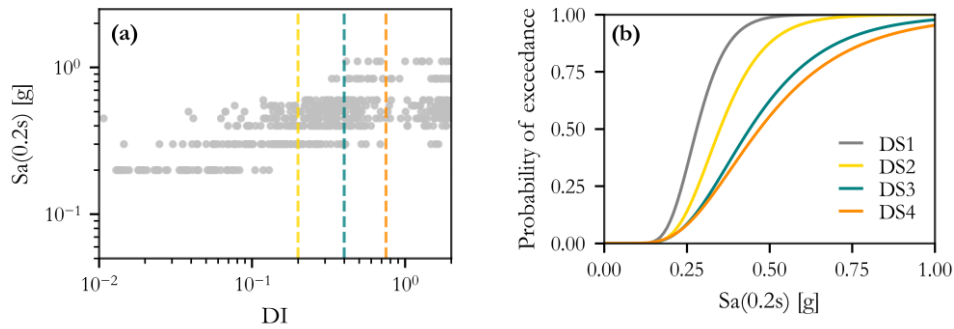 (a)
Sa(0.2s) [g]
10⁰
10⁻¹
10⁻²
10⁻¹
10⁰
DI
(b)
Probability of exceedance
1.00
0.75
0.50
0.25
0.00
DS1
DS2
DS3
DS4
0.00
0.25
0.50
0.75
1.00
Sa(0.2s) [g]